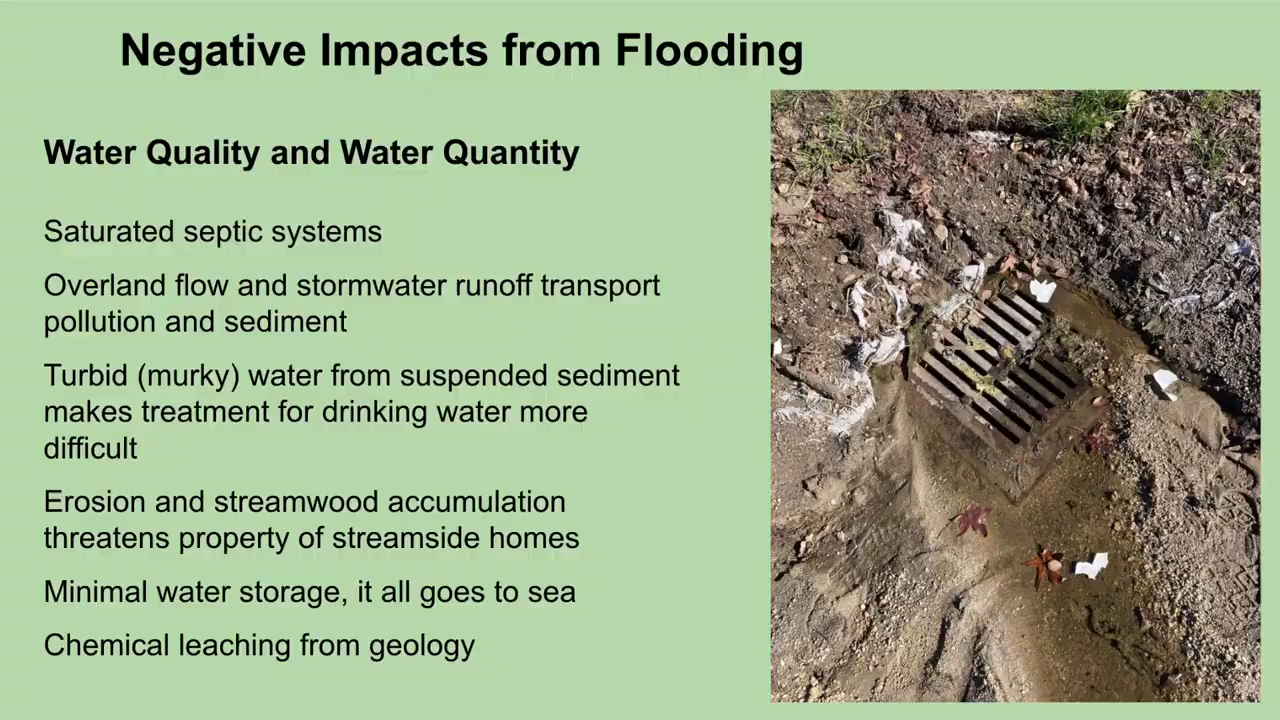 Negative Impacts from Flooding
Water Quality and Water Quantity
Saturated septic systems
Overland flow and stormwater runoff transport
pollution and sediment
Turbid (murky) water from suspended sediment
makes treatment for drinking water more
difficult
Erosion and streamwood accumulation
threatens property of streamside homes
Minimal water storage, it all goes to sea
Chemical leaching from geology